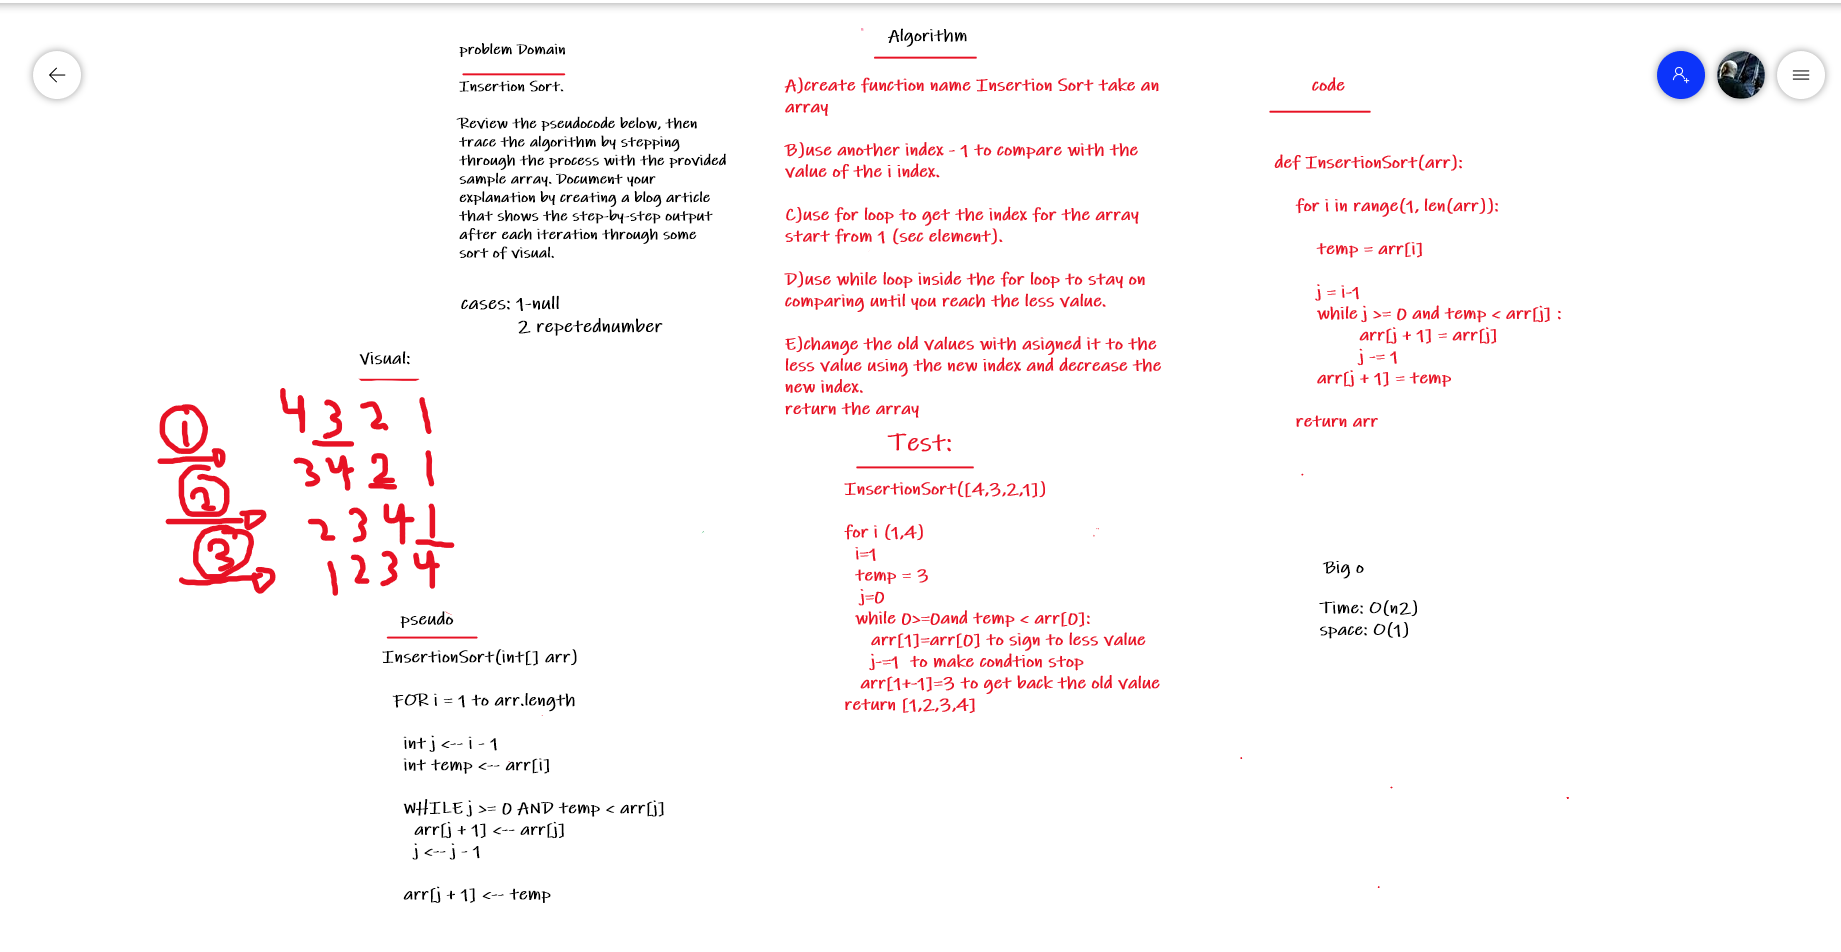 problem Domain
Insertion Sort.
Review the pseudocode below, then
trace the algorithm by stepping
through the process with the provided
sample array. Document your
explanation by creating a blog article
that shows the step-by-step output
after each iteration through some
sort of visual.
cases: 1-null
2 repetednumber
Visual:
4 3 2 1
1
3 4 2 1
2
2 3 4 1
3
1 2 3 4
pseudo
InsertionSort(int[] arr)
FOR i = 1 to arr.length
int j <-- i - 1
int temp <-- arr[i]
WHILE j >= 0 AND temp < arr[j]
arr[j + 1] <-- arr[j]
j <-- j - 1
arr[j + 1] <-- temp
Algorithm
A)create function name Insertion Sort take an
array
B)use another index - 1 to compare with the
value of the i index.
C)use for loop to get the index for the array
start from 1 (sec element).
D)use while loop inside the for loop to stay on
comparing until you reach the less value.
E)change the old values with asigned it to the
less value using the new index and decrease the
new index.
return the array
Test:
InsertionSort([4,3,2,1])
for i (1,4)
i=1
temp = 3
j=0
while 0>=0and temp < arr[0]:
arr[1]=arr[0] to sign to less value
j-=1 to make condtion stop
arr[1+-1]=3 to get back the old value
return [1,2,3,4]
code
def InsertionSort(arr):
for i in range(1, len(arr)):
temp = arr[i]
j = i-1
while j >= 0 and temp < arr[j] :
arr[j + 1] = arr[j]
j -= 1
arr[j + 1] = temp
return arr
Big o
Time: O(n2)
space: O(1)